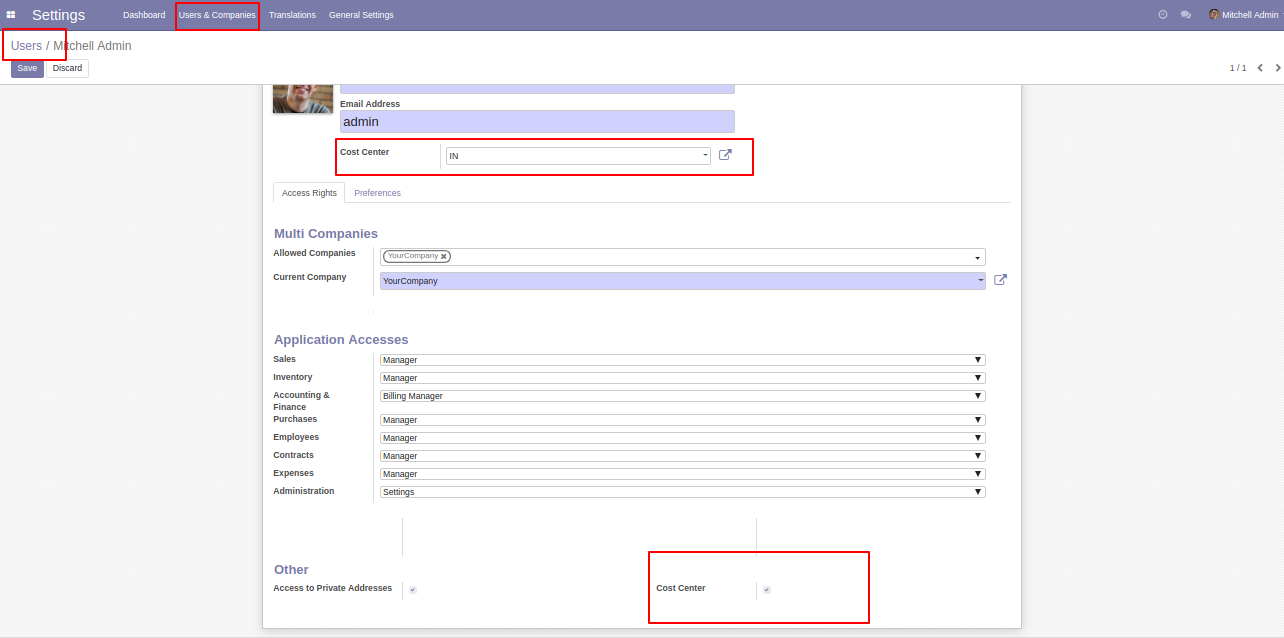 Settings Dashboard Users & Companies Translations General Settings Mitchell Admin
Users / Mitchell Admin
Save Discard 1 / 1
Email Address
admin
Cost Center IN
Access Rights Preferences
Multi Companies
Allowed Companies YourCompany
Current Company YourCompany
Application Accesses
Sales Manager
Inventory Manager
Accounting & Finance Billing Manager
Purchases Manager
Employees Manager
Contracts Manager
Expenses Manager
Administration Settings
Other
Access to Private Addresses Cost Center